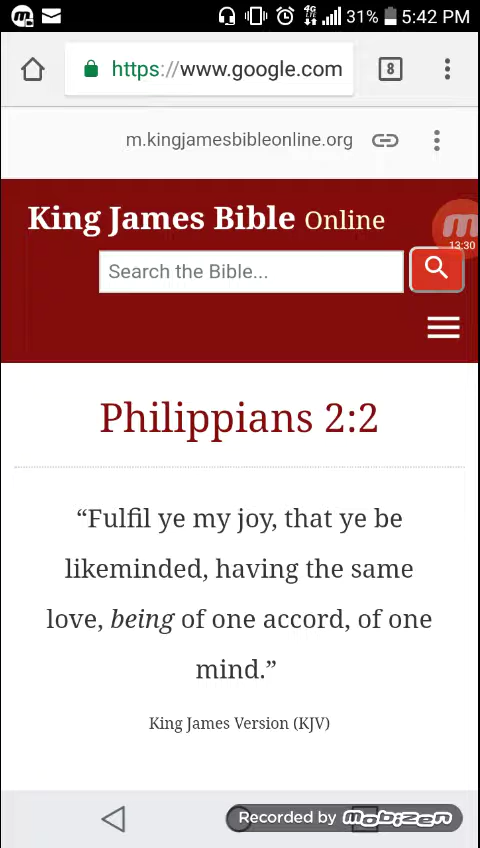 4G LTE 31% 5:42 PM
https://www.google.com 8
m.kingjamesbibleonline.org
King James Bible Online
13:30
Search the Bible...
Philippians 2:2
“Fulfil ye my joy, that ye be
likeminded, having the same
love, being of one accord, of one
mind.”
King James Version (KJV)
Recorded by mobizen